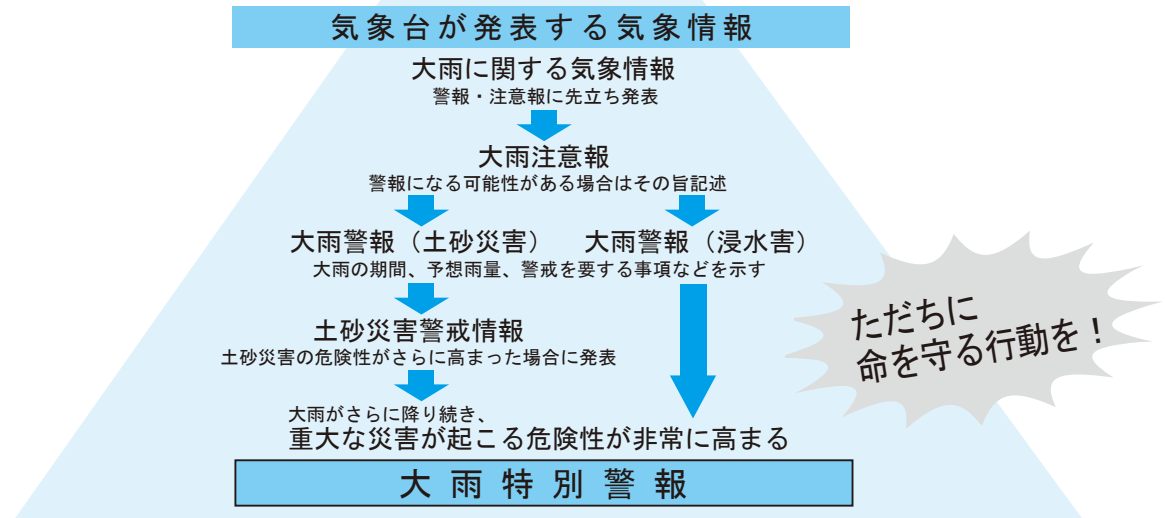 気象台が発表する気象情報
大雨に関する気象情報
警報・注意報に先立ち発表
大雨注意報
警報になる可能性がある場合はその旨記述
大雨警報（土砂災害）　大雨警報（浸水害）
大雨の期間、予想雨量、警戒を要する事項などを示す
土砂災害警戒情報
土砂災害の危険性がさらに高まった場合に発表
大雨がさらに降り続き、
重大な災害が起こる危険性が非常に高まる
大雨特別警報
ただちに
命を守る行動を！